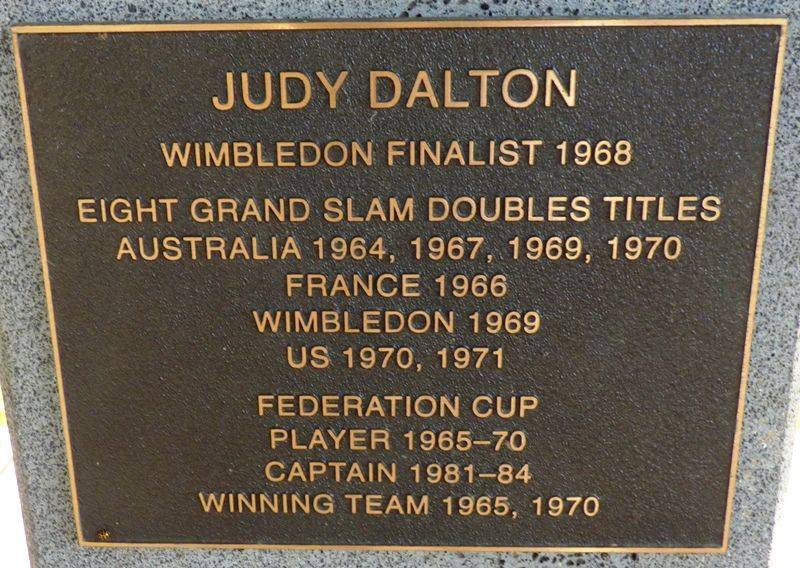 JUDY DALTON
WIMBLEDON FINALIST 1968
EIGHT GRAND SLAM DOUBLES TITLES
AUSTRALIA 1964, 1967, 1969, 1970
FRANCE 1966
WIMBLEDON 1969
US 1970, 1971
FEDERATION CUP
PLAYER 1965–70
CAPTAIN 1981–84
WINNING TEAM 1965, 1970